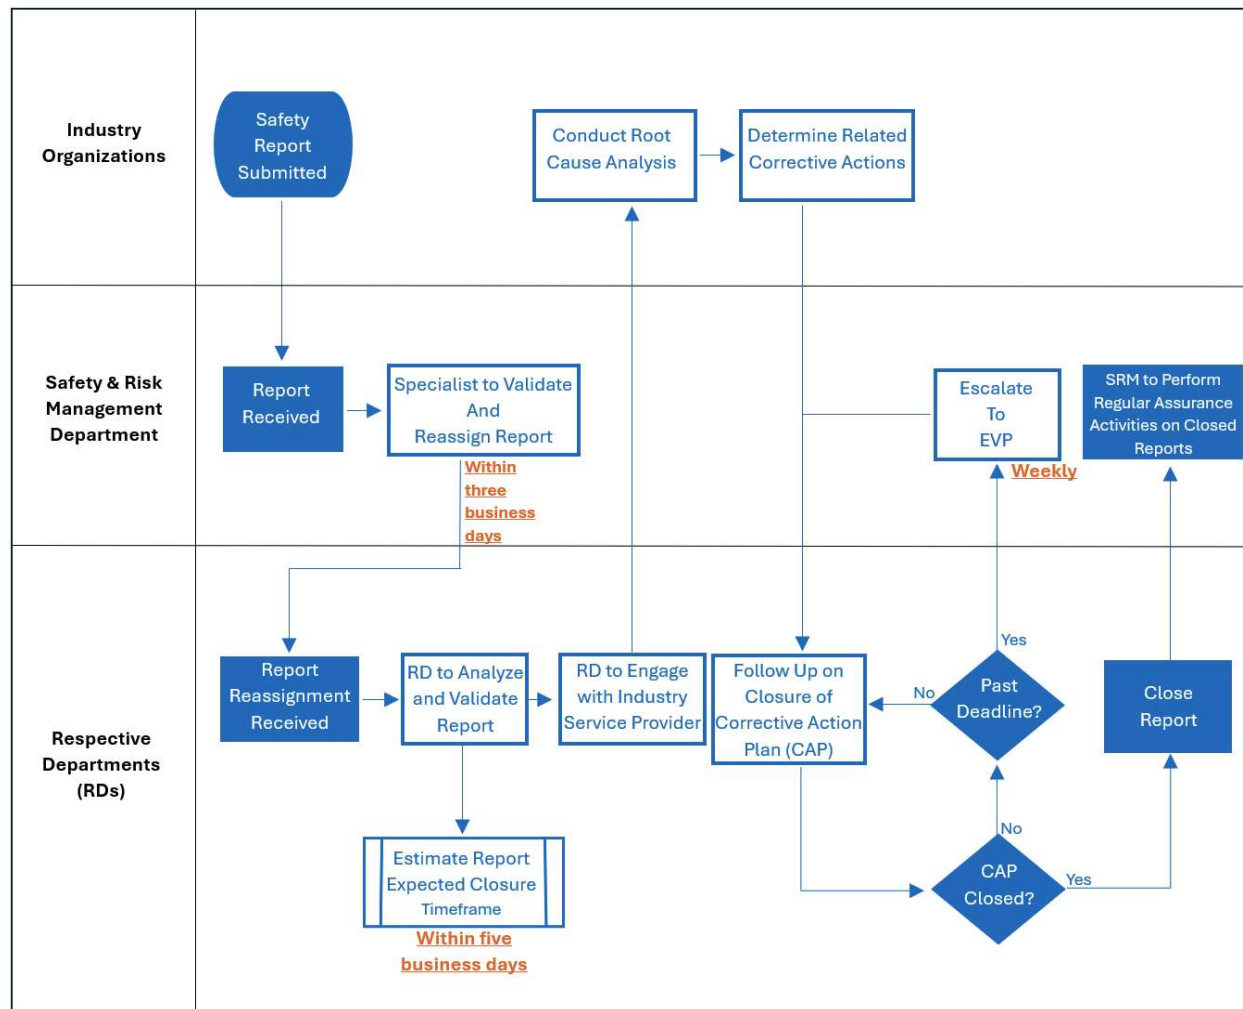 Industry
Organizations
Safety
Report
Submitted
Conduct Root
Cause Analysis
Determine Related
Corrective Actions
Safety & Risk
Management
Department
Report
Received
Specialist to Validate
And
Reassign Report
Within
three
business
days
Escalate
To
EVP
Weekly
SRM to Perform
Regular Assurance
Activities on Closed
Reports
Respective
Departments
(RDs)
Report
Reassignment
Received
RD to Analyze
and Validate
Report
RD to Engage
with Industry
Service Provider
Follow Up on
Closure of
Corrective Action
Plan (CAP)
No
Yes
Past
Deadline?
Close
Report
Estimate Report
Expected Closure
Timeframe
Within five
business days
No
CAP
Closed?
Yes